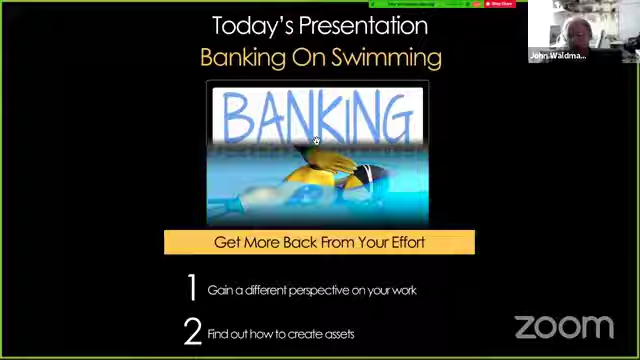 Today's Presentation
Banking On Swimming
John Waldma...
BANKING
Get More Back From Your Effort
1 Gain a different perspective on your work
2 Find out how to create assets
zoom